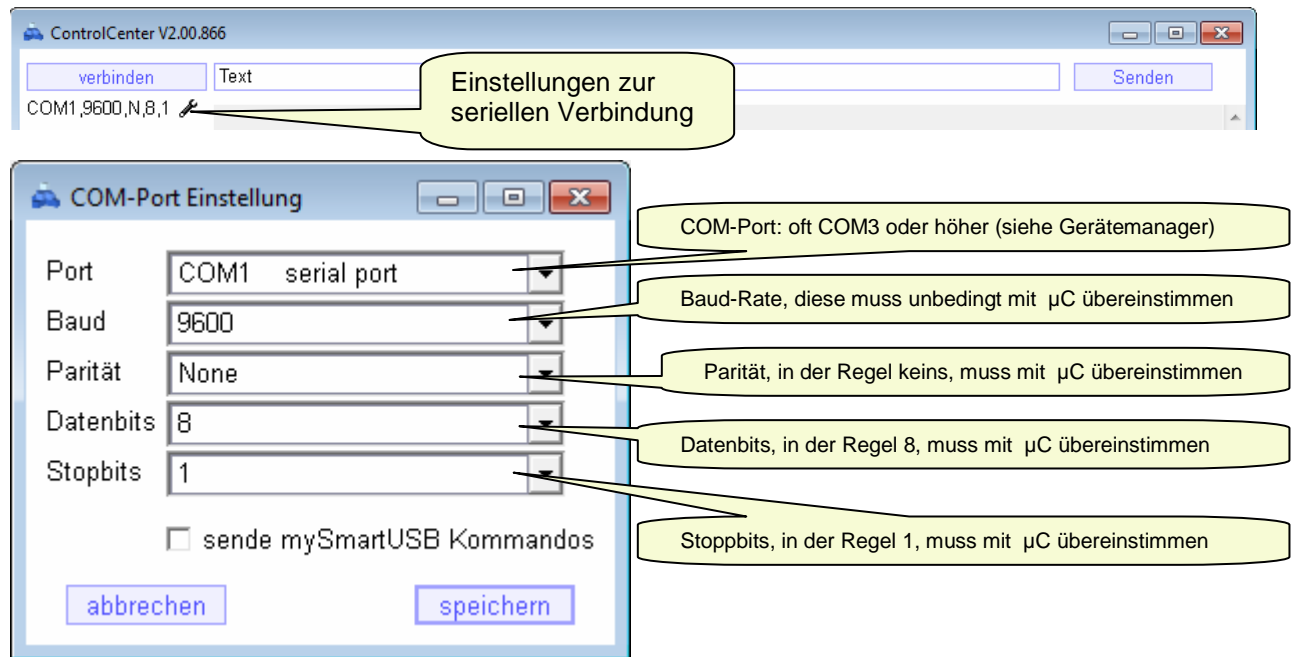 ControlCenter V2.00.866
verbinden Text Senden
COM1,9600,N,8,1
Einstellungen zur
seriellen Verbindung
COM-Port Einstellung
Port COM1 serial port
Baud 9600
Parität None
Datenbits 8
Stopbits 1
sende mySmartUSB Kommandos
abbrechen speichern
COM-Port: oft COM3 oder höher (siehe Gerätemanager)
Baud-Rate, diese muss unbedingt mit µC übereinstimmen
Parität, in der Regel keins, muss mit µC übereinstimmen
Datenbits, in der Regel 8, muss mit µC übereinstimmen
Stoppbits, in der Regel 1, muss mit µC übereinstimmen